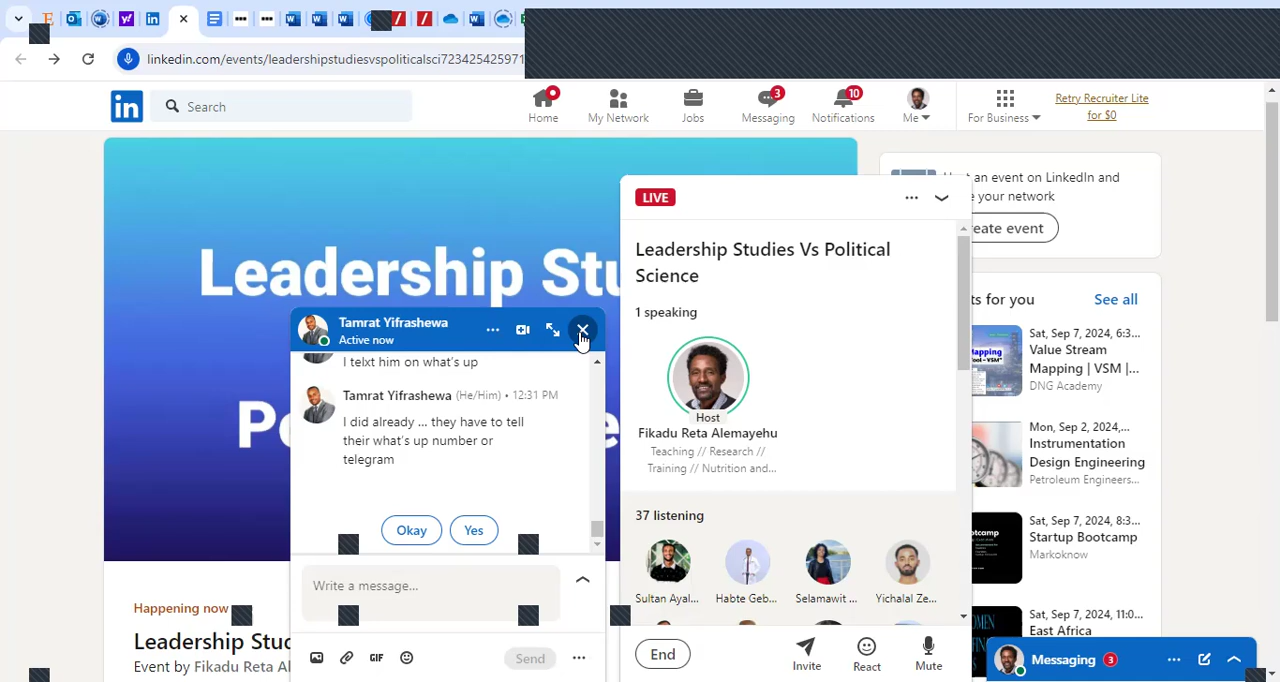 linkedin.com/events/leadershipstudiesvspoliticalsci723425425971
in
Search
Home
My Network
Jobs
3
Messaging
10
Notifications
Me
For Business
Retry Recruiter Lite
for $0
Leadership Stu
Po
e
an event on LinkedIn and
e your network
eate event
ts for you
See all
Sat, Sep 7, 2024, 6:3...
Value Stream
Mapping | VSM |...
DNG Academy
Mon, Sep 2, 2024,...
Instrumentation
Design Engineering
Petroleum Engineers...
Sat, Sep 7, 2024, 8:3...
Startup Bootcamp
Markoknow
Sat, Sep 14, 2024, 11:0...
East Africa
LIVE
Leadership Studies Vs Political
Science
1 speaking
Host
Fikadu Reta Alemayehu
Teaching // Research //
Training // Nutrition and...
37 listening
Sultan Ayal...
Habte Geb...
Selamawit ...
Yichalal Ze...
End
Invite
React
Mute
Tamrat Yifrashewa
Active now
I telxt him on what's up
Tamrat Yifrashewa (He/Him) • 12:31 PM
I did already ... they have to tell
their what's up number or
telegram
Okay
Yes
Write a message...
GIF
Send
Happening now
Leadership Stuc
Event by Fikadu Reta Al
Messaging 3